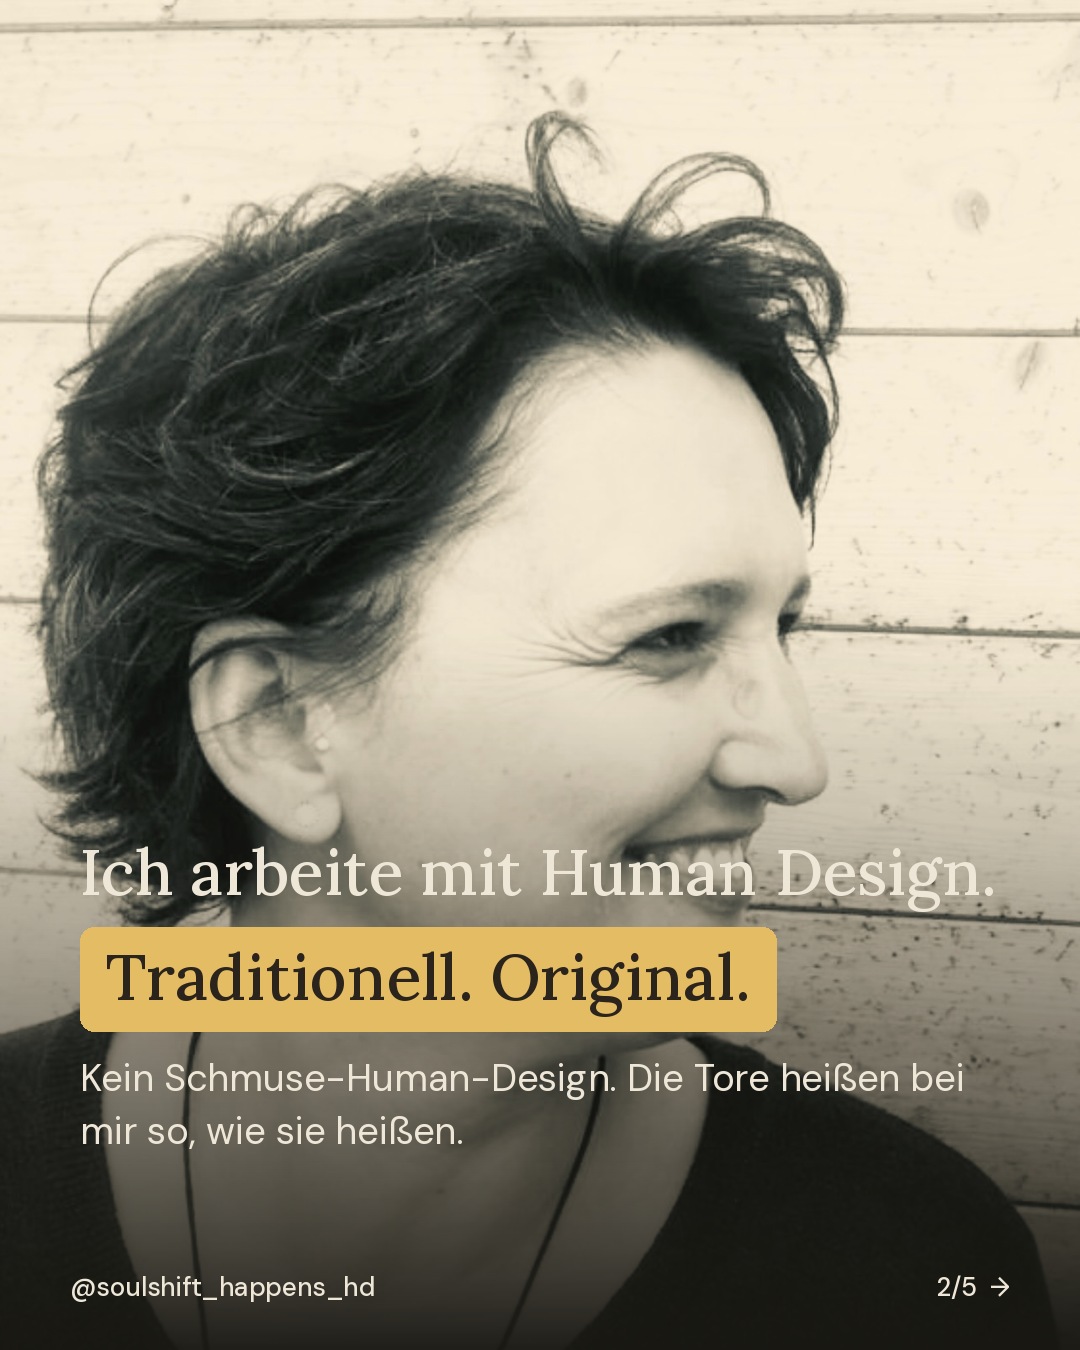 Ich arbeite mit Human Design.
Traditionell. Original.
Kein Schmuse-Human-Design. Die Tore heißen bei
mir so, wie sie heißen.
@soulshift_happens_hd
2/5 →